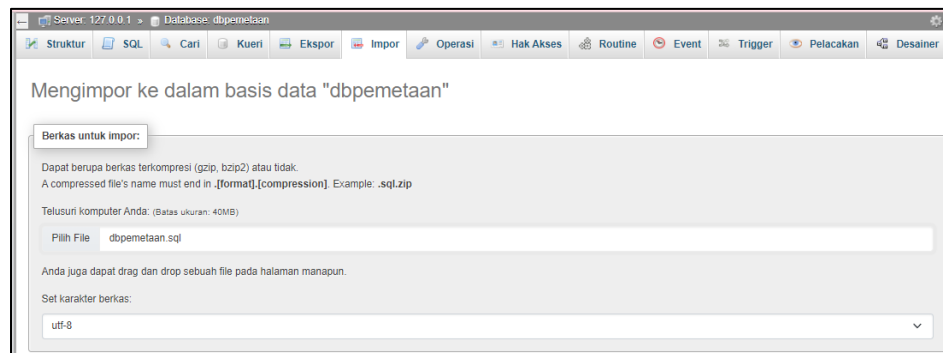 Server: 127.0.0.1 » Database: dbpemetaan
Struktur SQL Cari Kueri Ekspor Impor Operasi Hak Akses Routine Event Trigger Pelacakan Desainer
Mengimpor ke dalam basis data "dbpemetaan"
Berkas untuk impor:
Dapat berupa berkas terkompresi (gzip, bzip2) atau tidak.
A compressed file's name must end in .[format].[compression]. Example: .sql.zip
Telusuri komputer Anda: (Batas ukuran: 40MB)
Pilih File dbpemetaan.sql
Anda juga dapat drag dan drop sebuah file pada halaman manapun.
Set karakter berkas:
utf-8